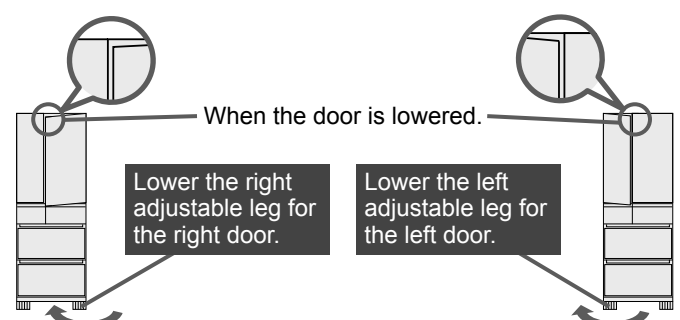 When the door is lowered.
Lower the right
adjustable leg for
the right door.
Lower the left
adjustable leg for
the left door.